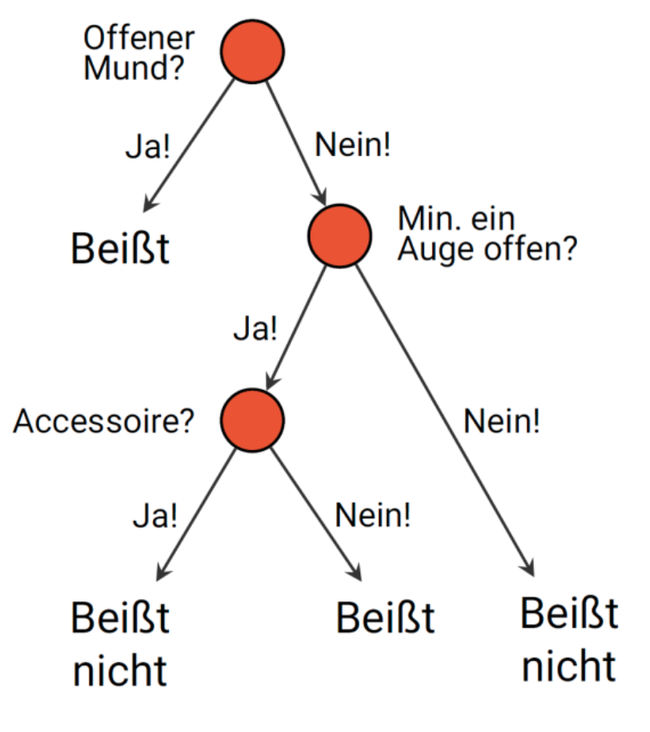 Offener
Mund?
Ja!
Nein!
Beißt
Min. ein
Auge offen?
Ja!
Accessoire?
Nein!
Ja!
Nein!
Beißt
nicht
Beißt
Beißt
nicht